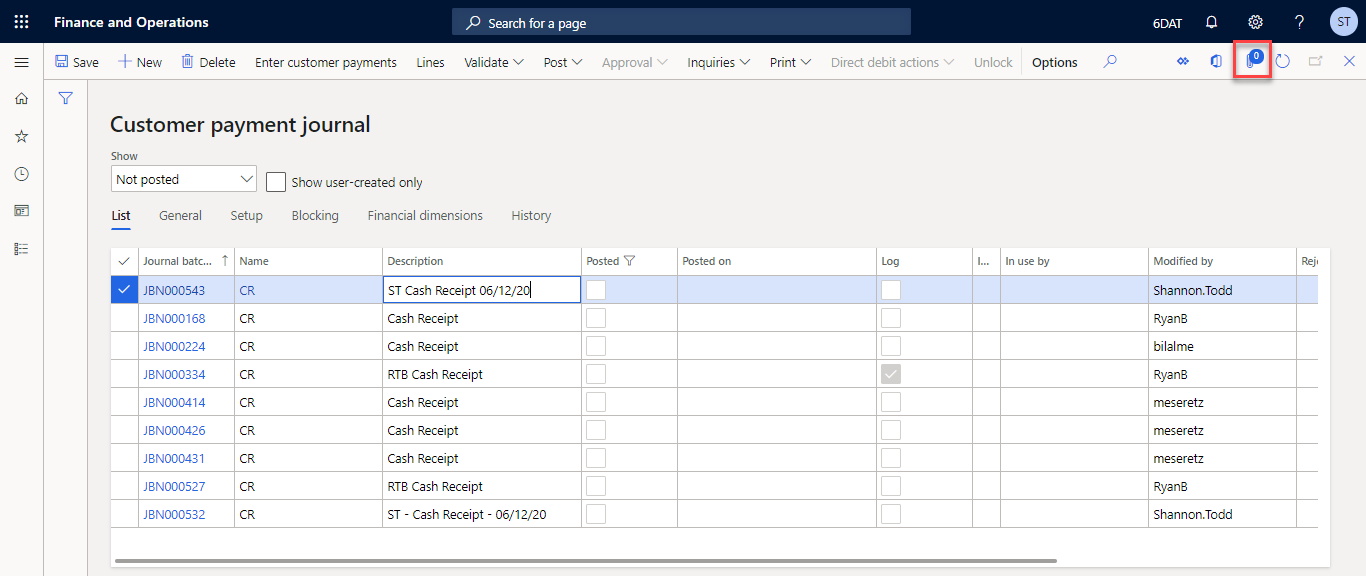 Finance and Operations
Search for a page
6DAT
ST
Save New Delete Enter customer payments Lines Validate Post Approval Inquiries Print Direct debit actions Unlock Options
0
Customer payment journal
Show
Not posted
Show user-created only
List General Setup Blocking Financial dimensions History
Journal batc... Name Description Posted Posted on Log I... In use by Modified by Reje
JBN000543 CR ST Cash Receipt 06/12/20 Shannon.Todd
JBN000168 CR Cash Receipt RyanB
JBN000224 CR Cash Receipt bilalme
JBN000334 CR RTB Cash Receipt RyanB
JBN000414 CR Cash Receipt meseretz
JBN000426 CR Cash Receipt meseretz
JBN000431 CR Cash Receipt meseretz
JBN000527 CR RTB Cash Receipt RyanB
JBN000532 CR ST - Cash Receipt - 06/12/20 Shannon.Todd